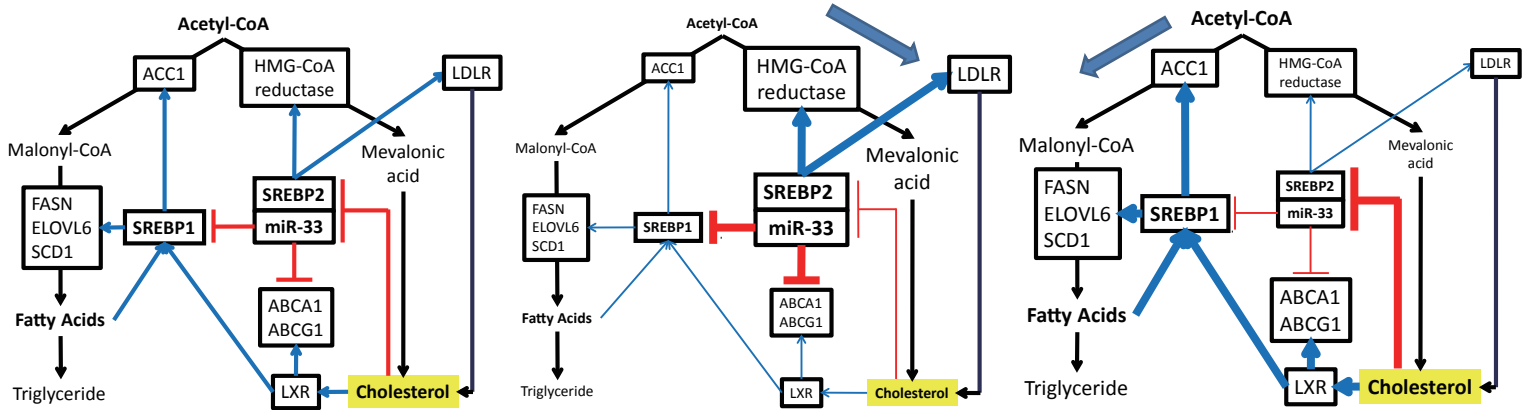 Acetyl-CoA
ACC1
HMG-CoA
reductase
LDLR
Malonyl-CoA
Mevalonic
acid
FASN
ELOVL6
SCD1
SREBP1
SREBP2
miR-33
Fatty Acids
ABCA1
ABCG1
Triglyceride
LXR
Cholesterol
Acetyl-CoA
ACC1
HMG-CoA
reductase
LDLR
Malonyl-CoA
Mevalonic
acid
FASN
ELOVL6
SCD1
SREBP1
SREBP2
miR-33
Fatty Acids
ABCA1
ABCG1
Triglyceride
LXR
Cholesterol
Acetyl-CoA
ACC1
HMG-CoA
reductase
LDLR
Malonyl-CoA
Mevalonic
acid
FASN
ELOVL6
SCD1
SREBP1
SREBP2
miR-33
Fatty Acids
ABCA1
ABCG1
Triglyceride
LXR
Cholesterol